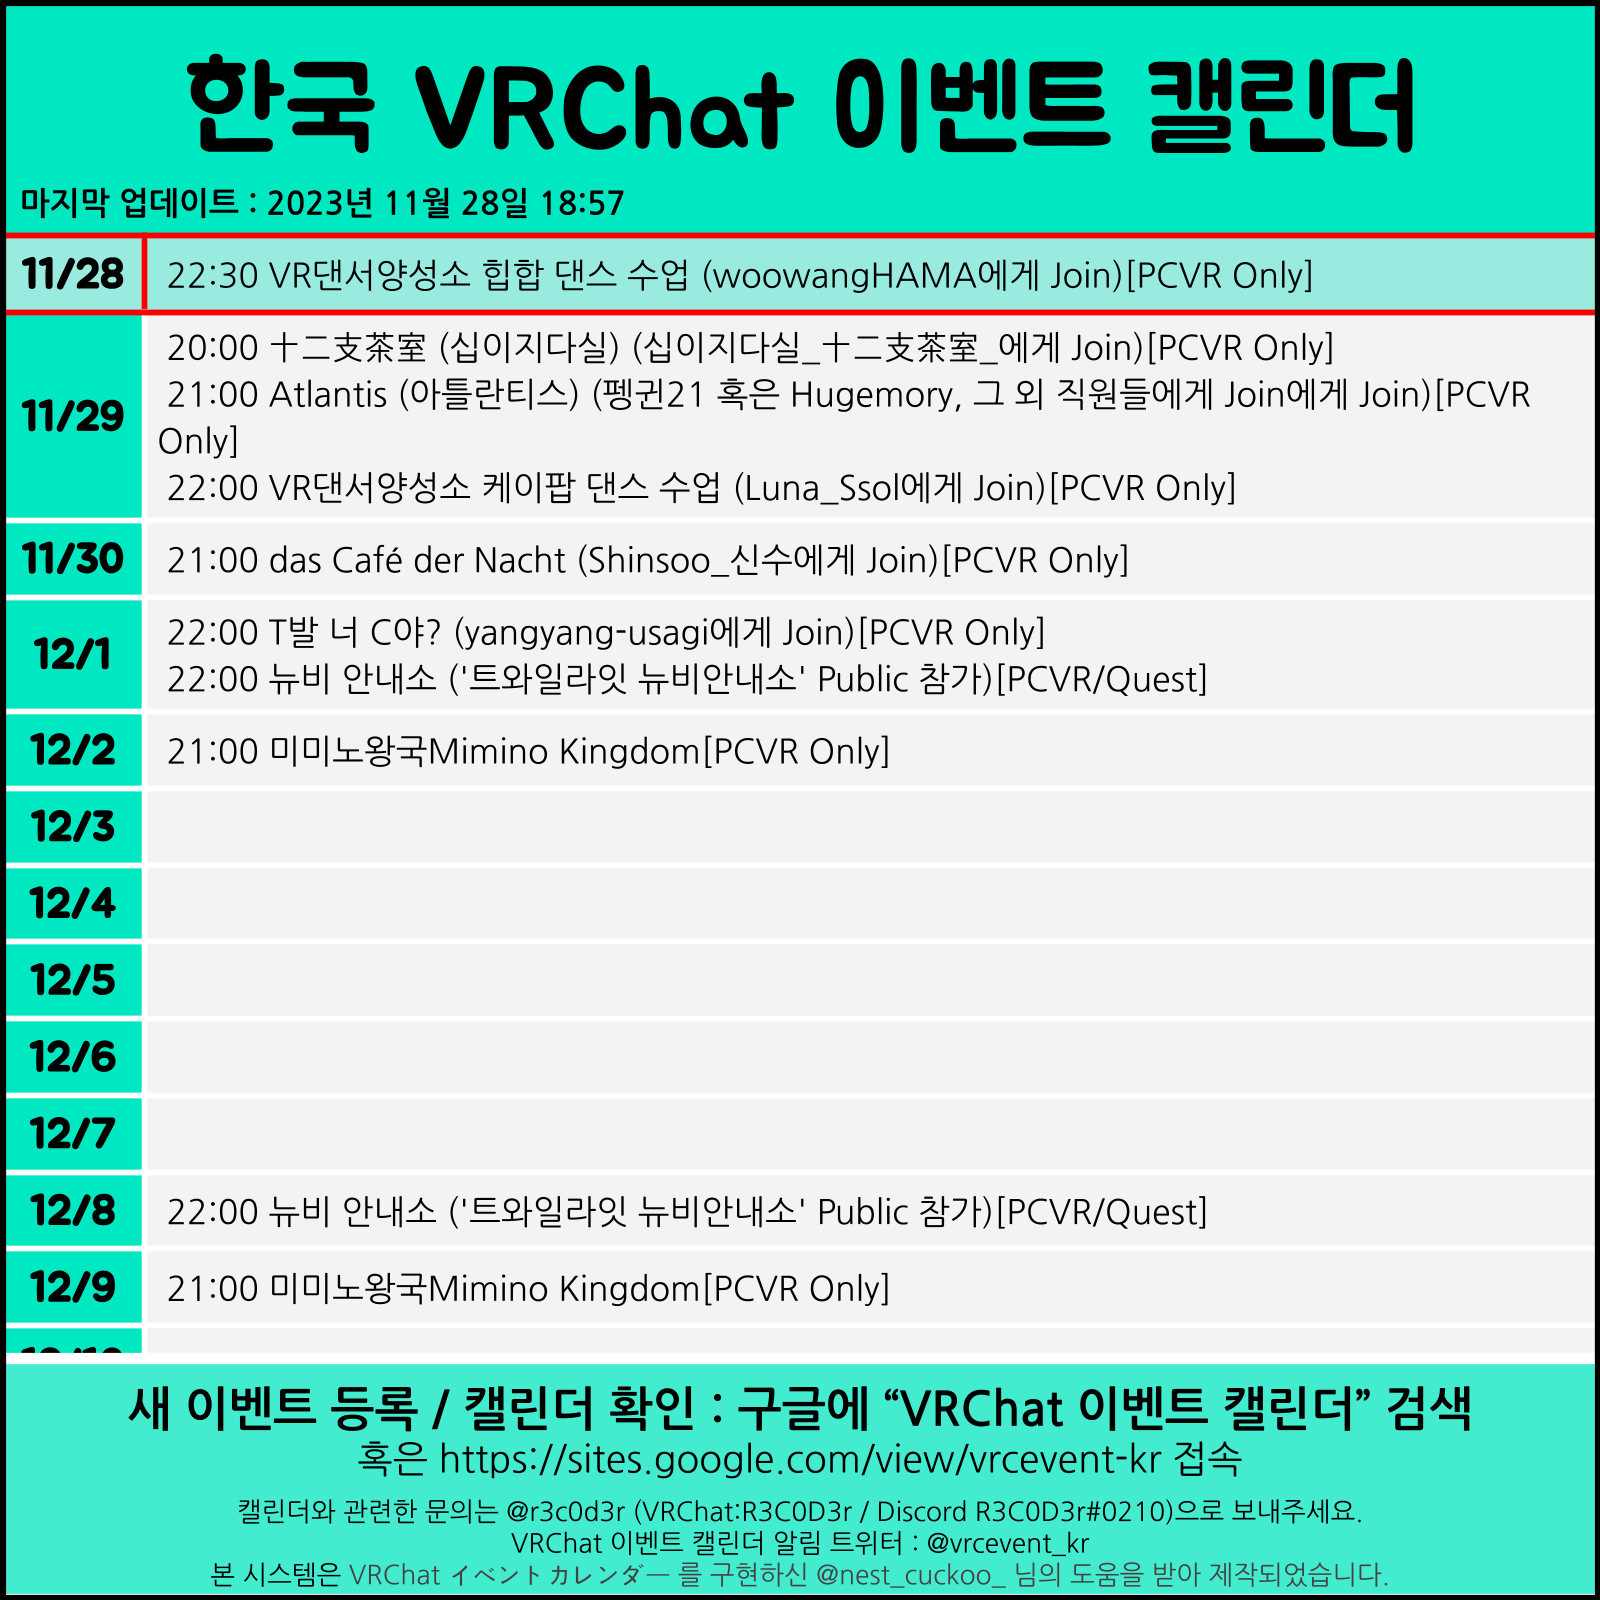 한국 VRChat 이벤트 캘린더
마지막 업데이트 : 2023년 11월 28일 18:57
11/28
22:30 VR댄서양성소 힙합 댄스 수업 (woowangHAMA에게 Join)[PCVR Only]
11/29
20:00 十二支茶室 (십이지다실) (십이지다실_十二支茶室_에게 Join)[PCVR Only]
21:00 Atlantis (아틀란티스) (펭귄21 혹은 Hugemory, 그 외 직원들에게 Join에게 Join)[PCVR
Only]
22:00 VR댄서양성소 케이팝 댄스 수업 (Luna_Ssol에게 Join)[PCVR Only]
11/30
21:00 das Café der Nacht (Shinsoo_신수에게 Join)[PCVR Only]
12/1
22:00 T발 너 C야? (yangyang-usagi에게 Join)[PCVR Only]
22:00 뉴비 안내소 ('트와일라잇 뉴비안내소' Public 참가)[PCVR/Quest]
12/2
21:00 미미노왕국Mimino Kingdom[PCVR Only]
12/3
12/4
12/5
12/6
12/7
12/8
22:00 뉴비 안내소 ('트와일라잇 뉴비안내소' Public 참가)[PCVR/Quest]
12/9
21:00 미미노왕국Mimino Kingdom[PCVR Only]
새 이벤트 등록 / 캘린더 확인 : 구글에 “VRChat 이벤트 캘린더” 검색
혹은 https://sites.google.com/view/vrcevent-kr 접속
캘린더와 관련한 문의는 @r3c0d3r (VRChat:R3C0D3r / Discord R3C0D3r#0210)으로 보내주세요.
VRChat 이벤트 캘린더 알림 트위터 : @vrcevent_kr
본 시스템은 VRChat イベントカレンダー 를 구현하신 @nest_cuckoo_ 님의 도움을 받아 제작되었습니다.